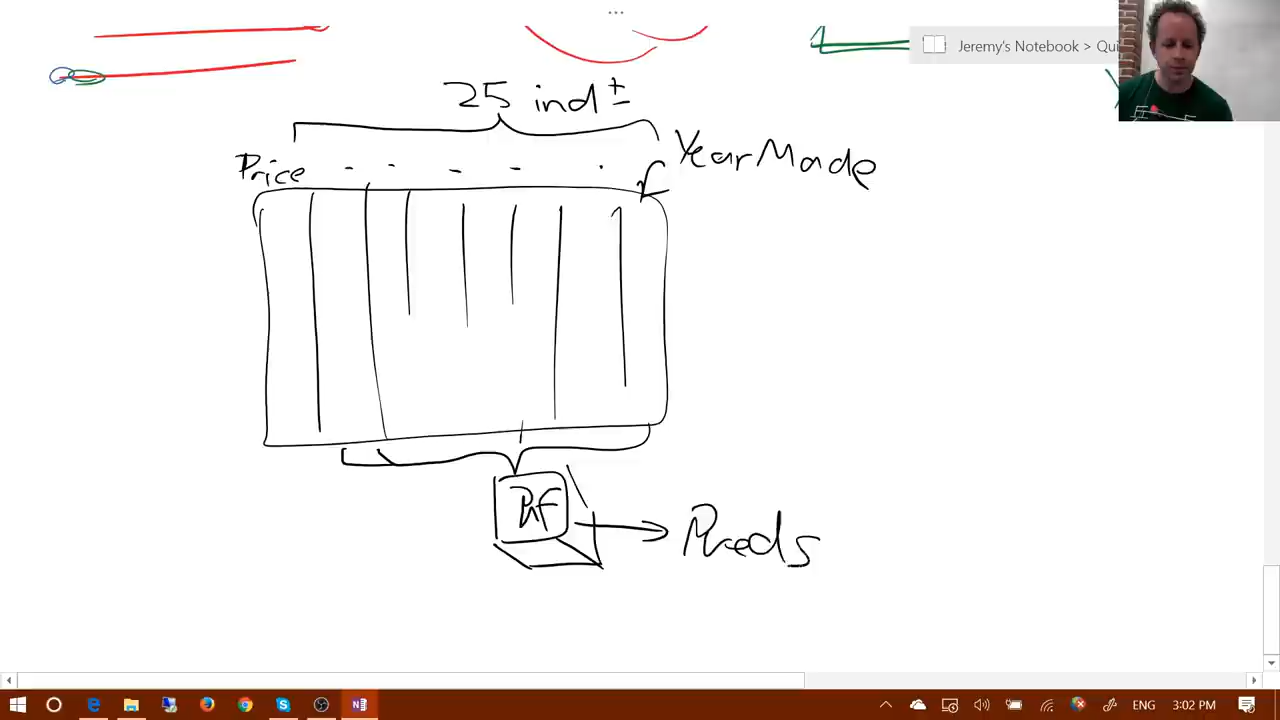 Jeremy's Notebook > Qui
25 ind ±
Price - - - - . YearMade
RF
Preds
ENG 3:02 PM